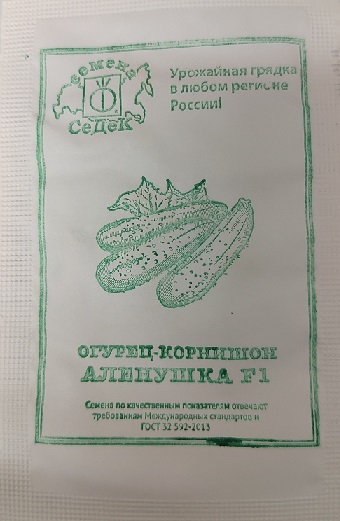 семена
СеДеК
Урожайная грядка
в любом регионе
России!
ОГУРЕЦ-КОРНИШОН
АЛЕНУШКА F1
Семена по качественным показателям отвечают
требованиям Международных стандартов и
ГОСТ 32 592-2013